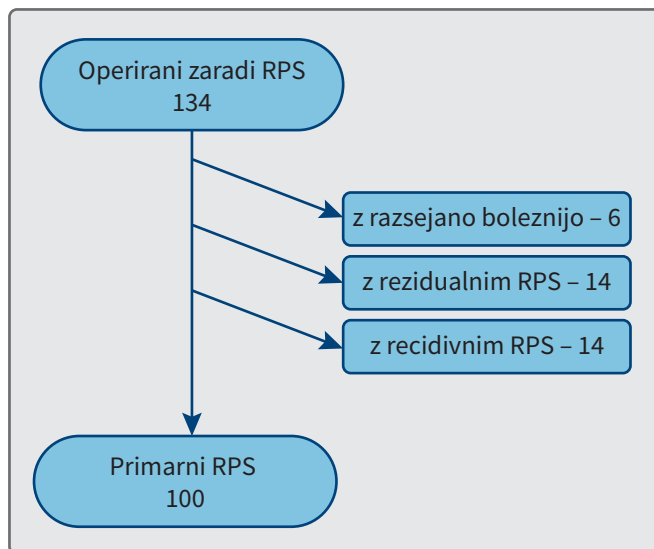 Operirani zaradi RPS
134
z razsejano boleznijo – 6
z rezidualnim RPS – 14
z recidivnim RPS – 14
Primarni RPS
100